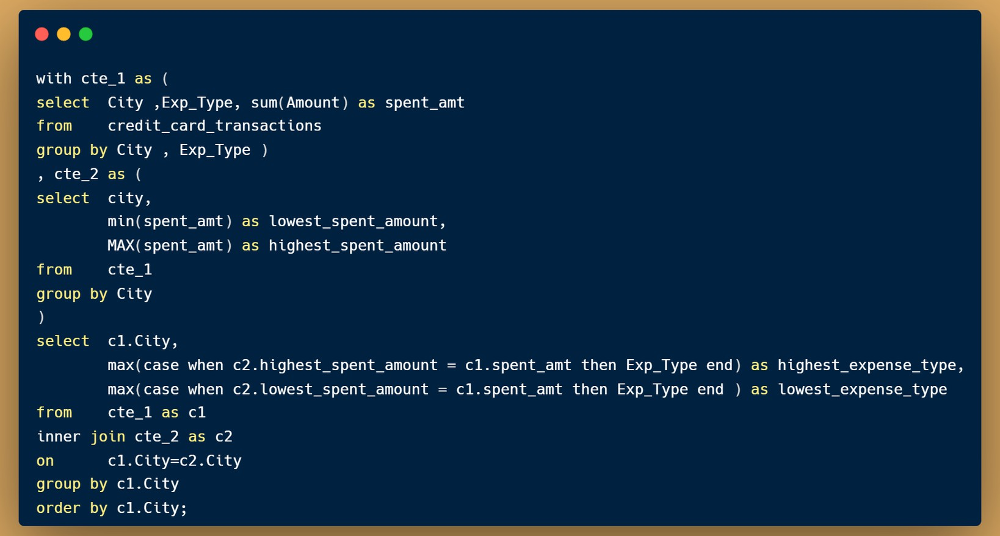 with cte_1 as (
select  City ,Exp_Type, sum(Amount) as spent_amt
from    credit_card_transactions
group by City , Exp_Type )
, cte_2 as (
select  city,
        min(spent_amt) as lowest_spent_amount,
        MAX(spent_amt) as highest_spent_amount
from    cte_1
group by City
)
select  c1.City,
        max(case when c2.highest_spent_amount = c1.spent_amt then Exp_Type end) as highest_expense_type,
        max(case when c2.lowest_spent_amount = c1.spent_amt then Exp_Type end ) as lowest_expense_type
from    cte_1 as c1
inner join cte_2 as c2
on      c1.City=c2.City
group by c1.City
order by c1.City;